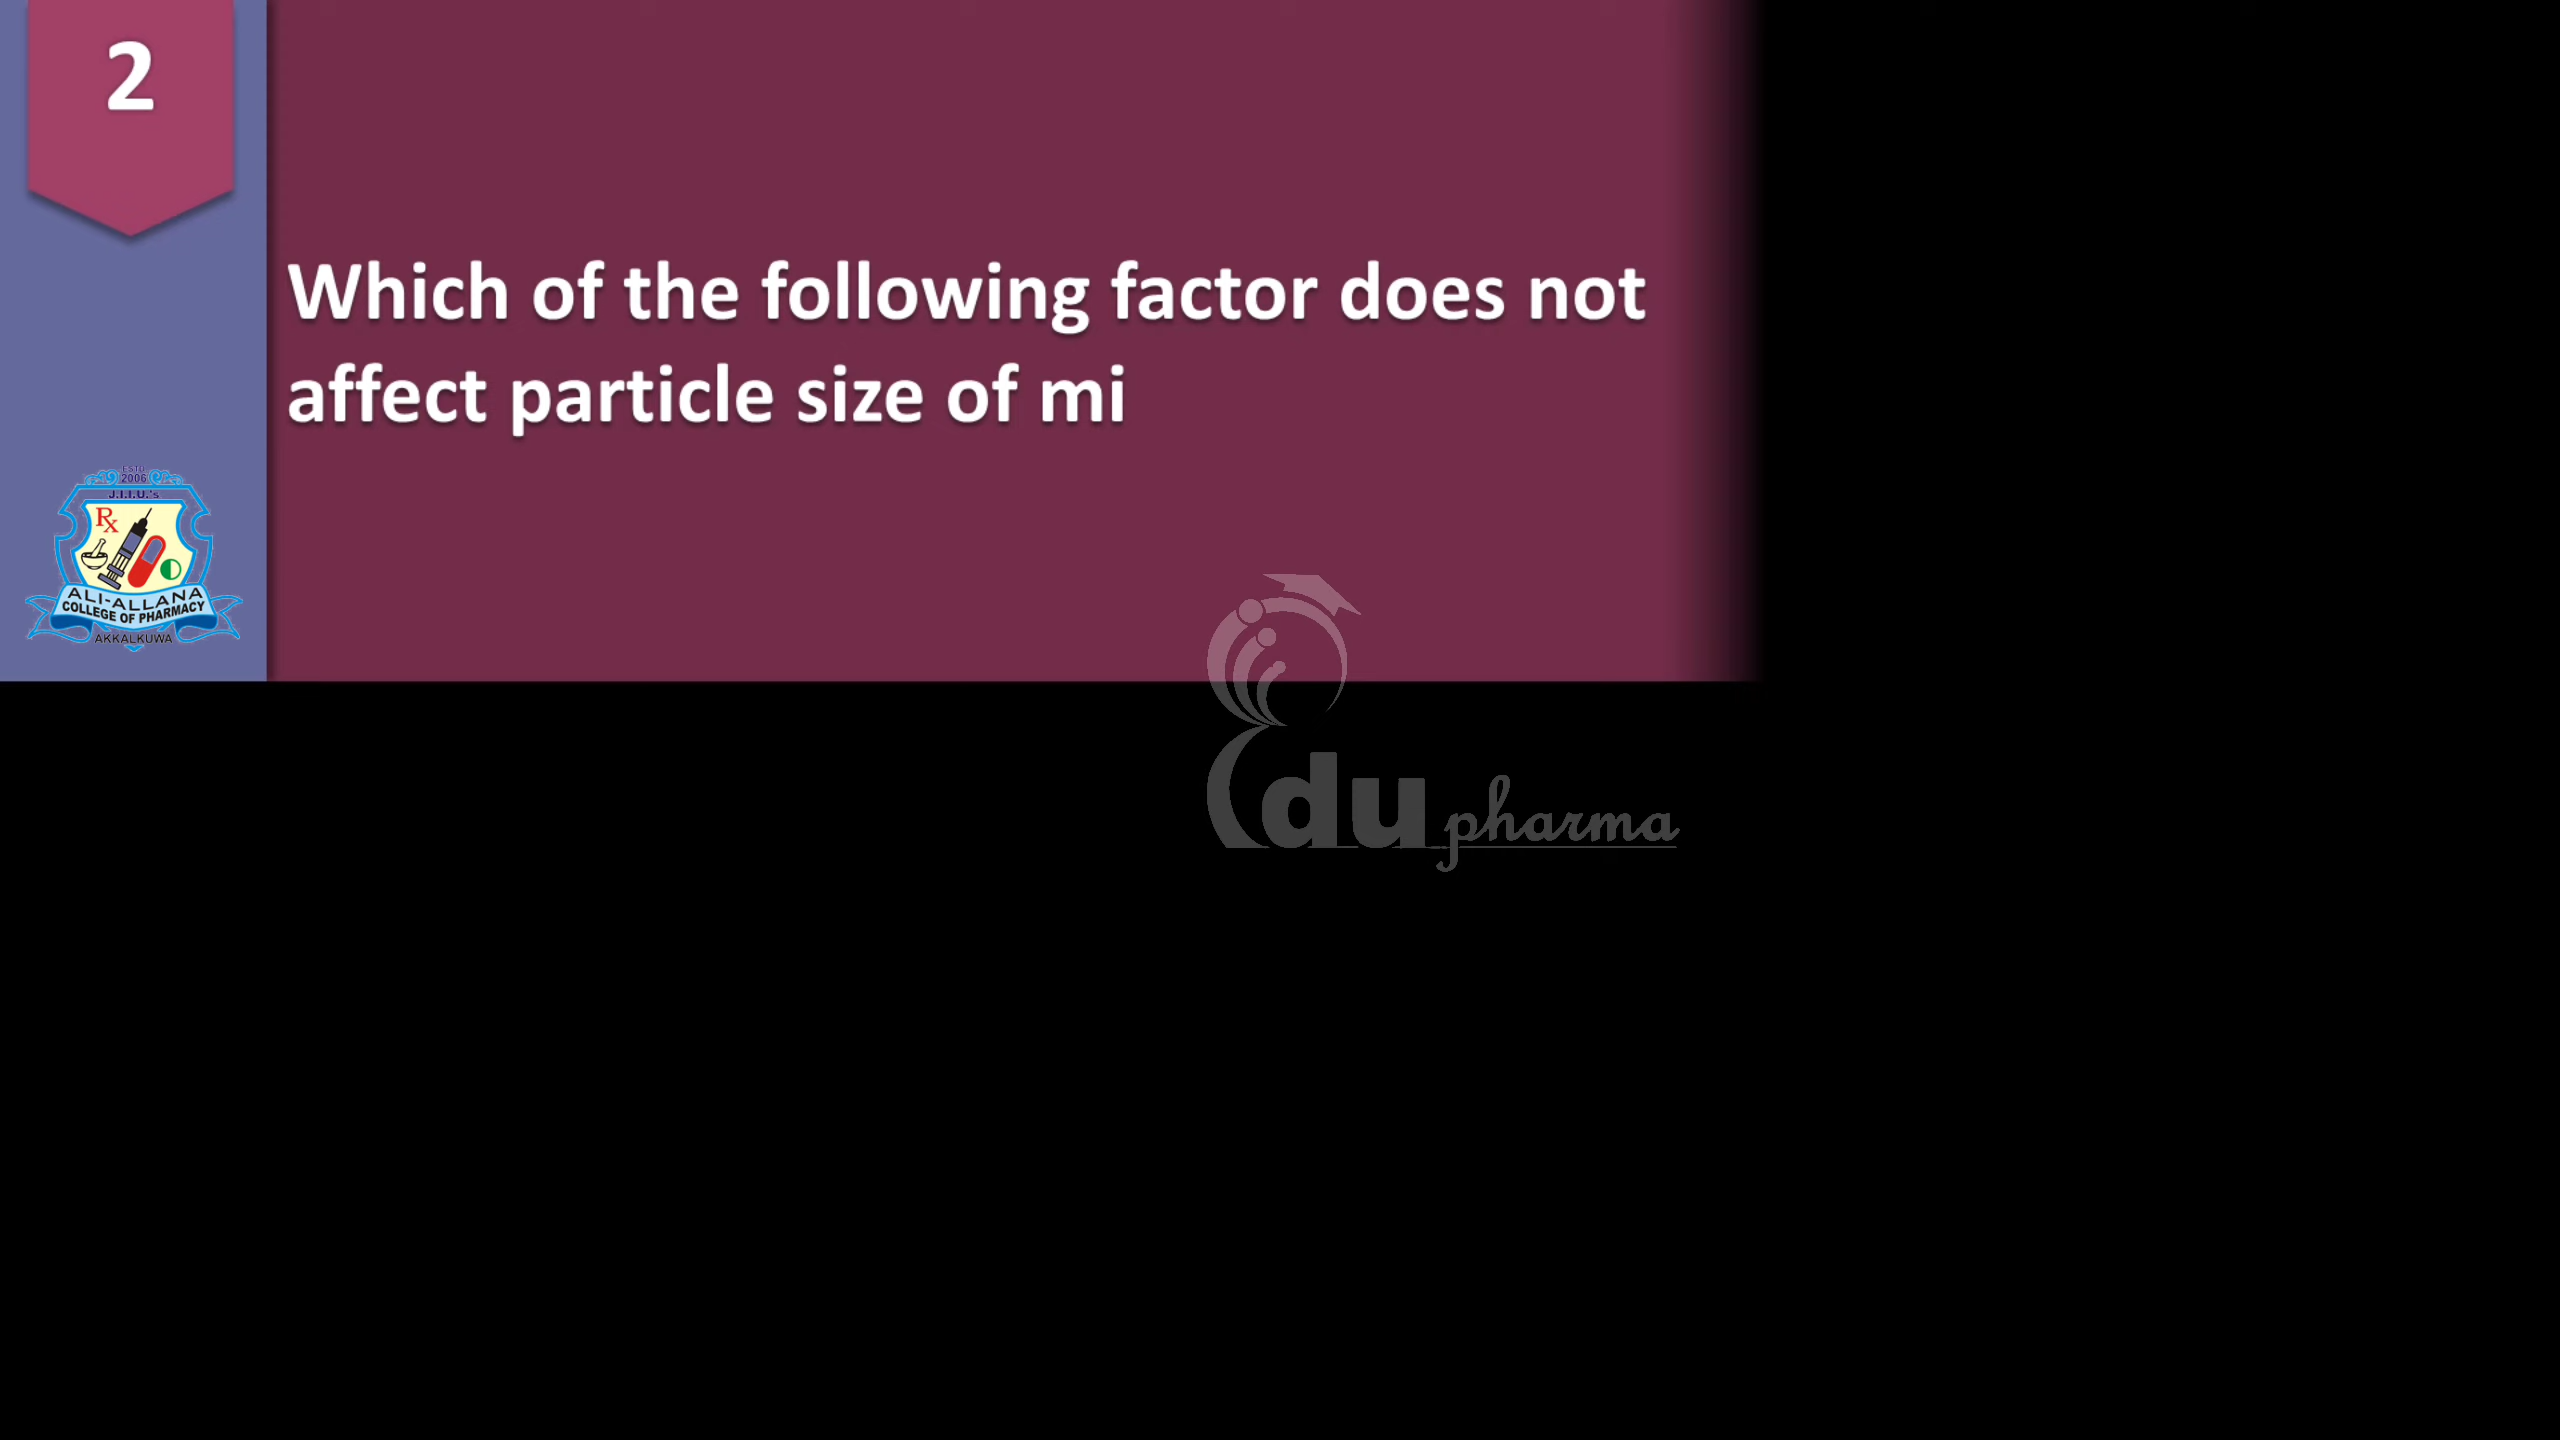 2
Which of the following factor does not
affect particle size of mi
ESTD
2006
J.I.I.U.'s
Rx
ALI-ALLANA
COLLEGE OF PHARMACY
AKKALKUWA
edu pharma